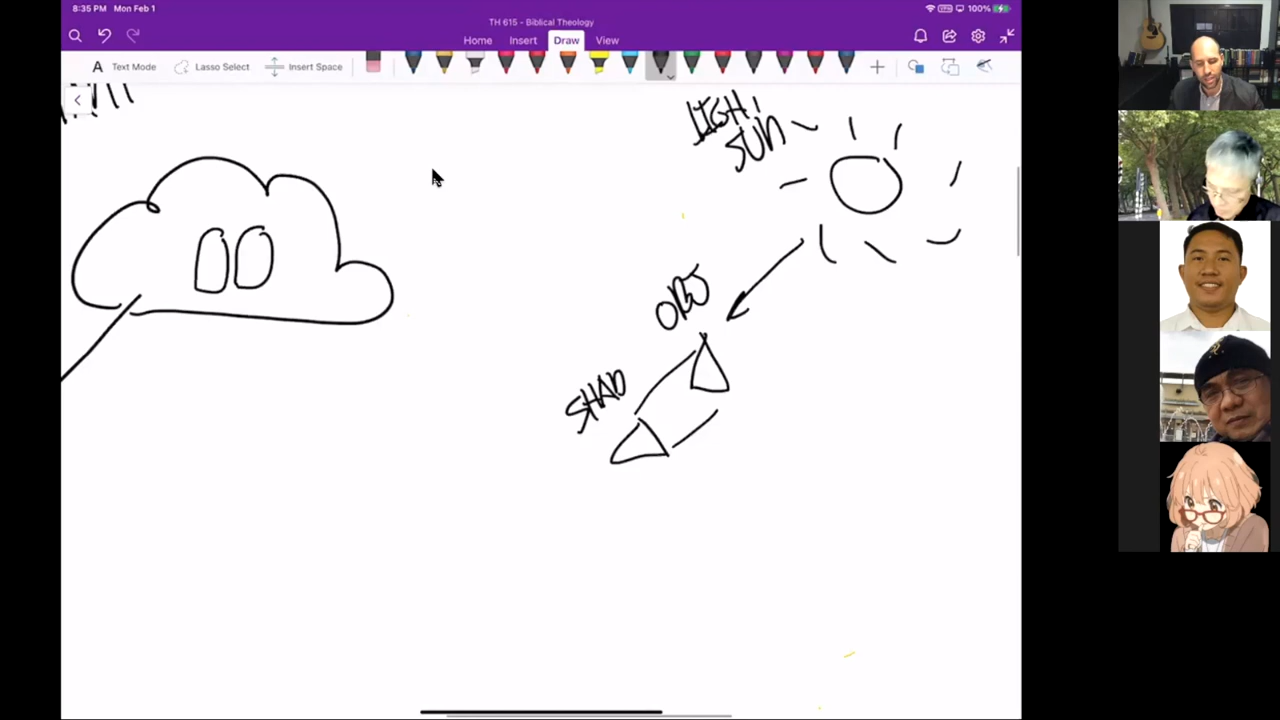 8:35 PM Mon Feb 1
100%
TH 615 - Biblical Theology
Home Insert Draw View
Text Mode Lasso Select Insert Space
LIGHT
SUN
OBJ
SHAD